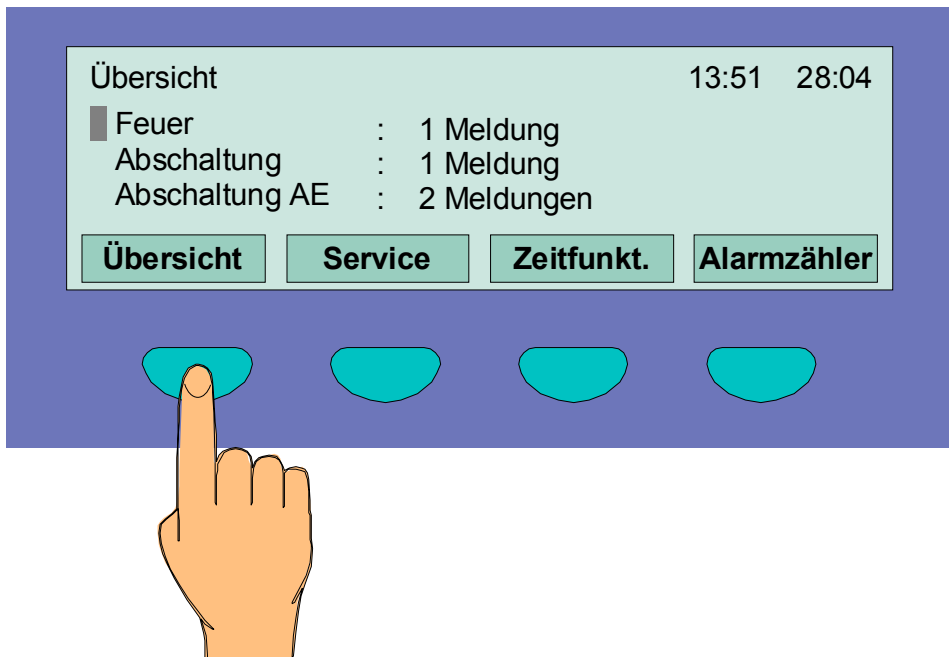 Übersicht 13:51 28:04
Feuer : 1 Meldung
Abschaltung : 1 Meldung
Abschaltung AE : 2 Meldungen
Übersicht Service Zeitfunkt. Alarmzähler